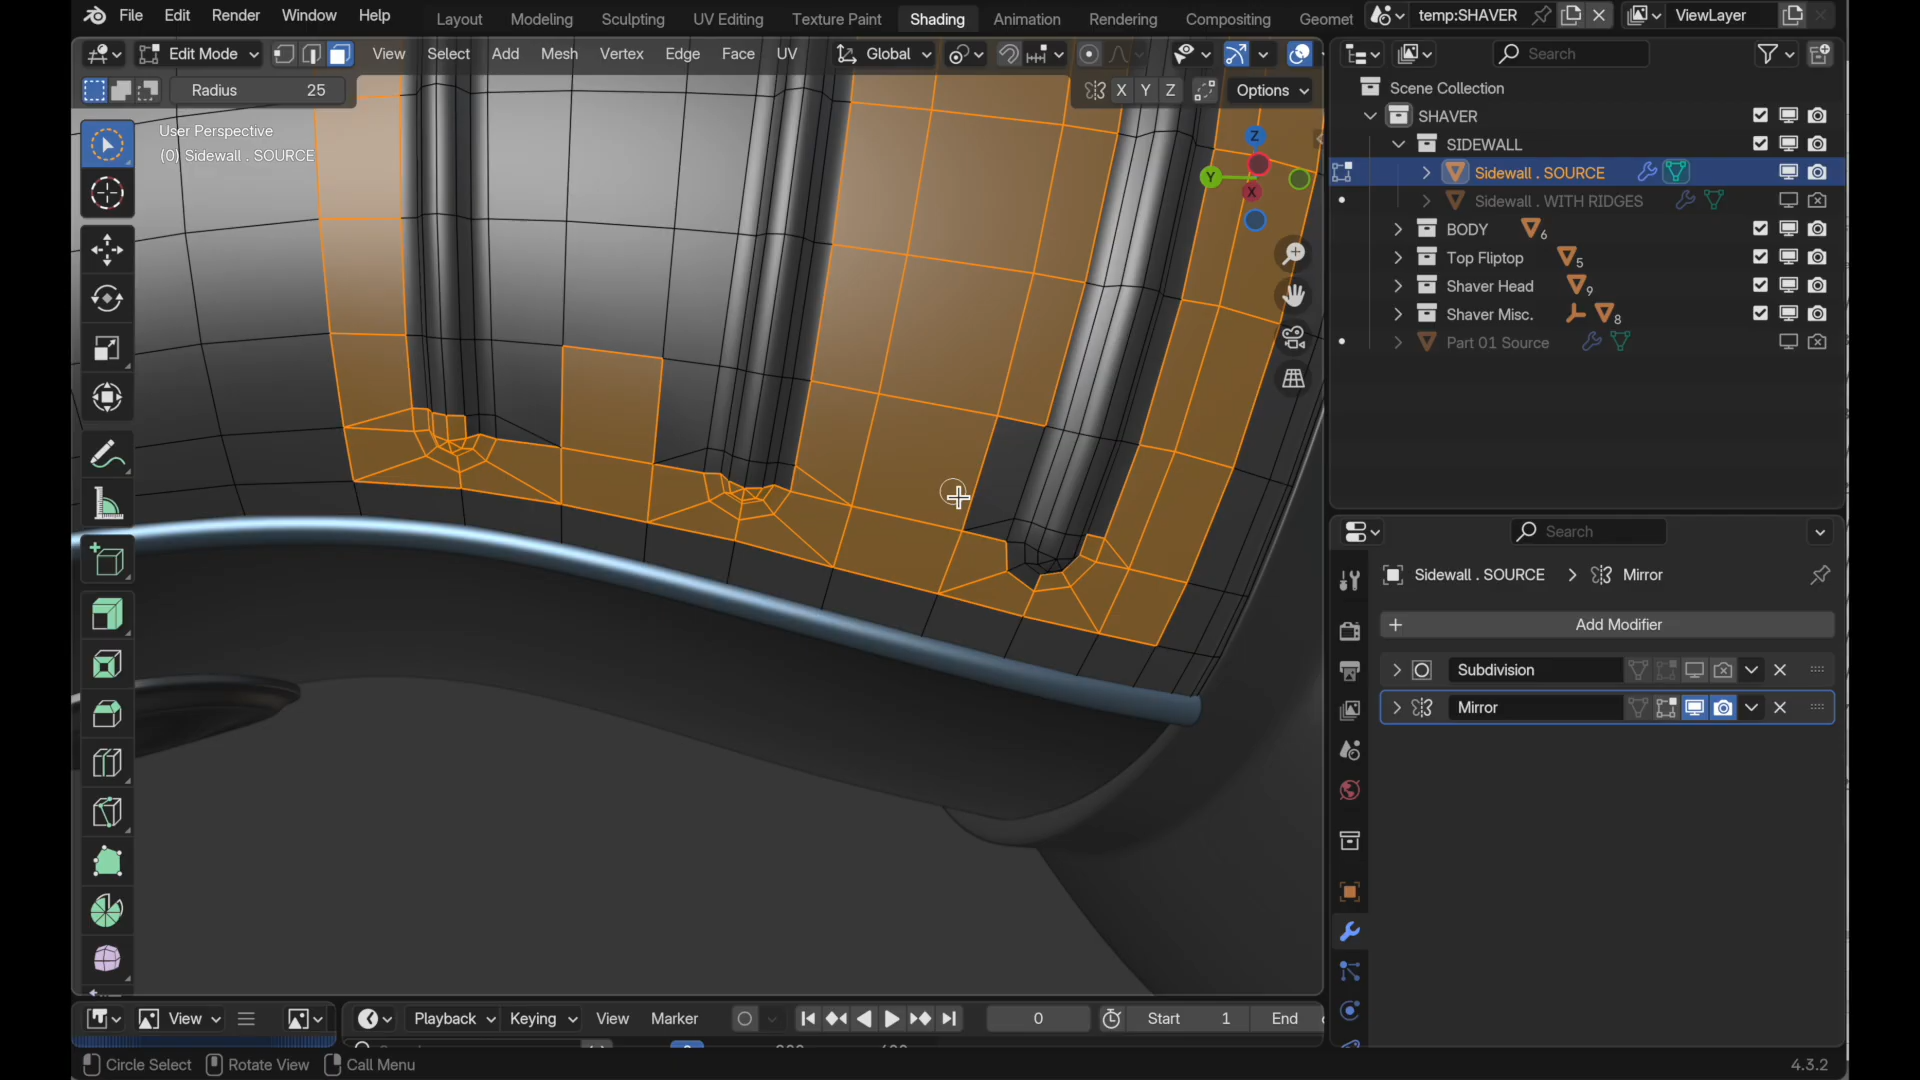 File Edit Render Window Help Layout Modeling Sculpting UV Editing Texture Paint Shading Animation Rendering Compositing Geomet temp:SHAVER ViewLayer
Edit Mode View Select Add Mesh Vertex Edge Face UV Global
Radius 25 X Y Z Options
User Perspective
(0) Sidewall . SOURCE
Z
Y
X
Search
Scene Collection
SHAVER
SIDEWALL
Sidewall . SOURCE
Sidewall . WITH RIDGES
BODY 6
Top Fliptop 5
Shaver Head 9
Shaver Misc. 8
Part 01 Source
Search
Sidewall . SOURCE > Mirror
+ Add Modifier
Subdivision
Mirror
View Playback Keying View Marker 0 Start 1 End
Circle Select Rotate View Call Menu 4.3.2